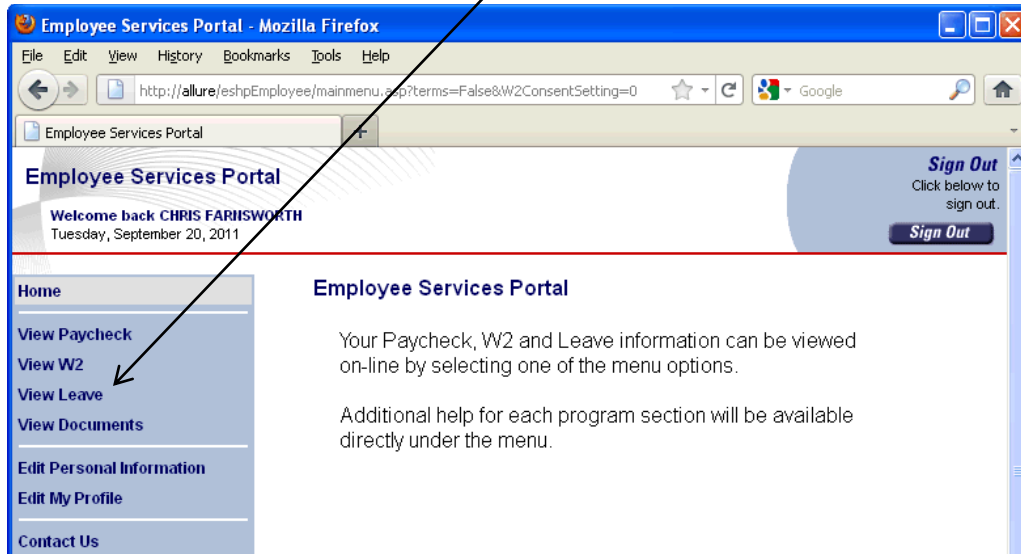 Employee Services Portal - Mozilla Firefox
File Edit View History Bookmarks Tools Help
http://allure/eshpEmployee/mainmenu.asp?terms=False&W2ConsentSetting=0 Google
Employee Services Portal
Employee Services Portal
Welcome back CHRIS FARNSWORTH
Tuesday, September 20, 2011
Sign Out
Click below to
sign out.
Sign Out
Home
View Paycheck
View W2
View Leave
View Documents
Edit Personal Information
Edit My Profile
Contact Us
Employee Services Portal
Your Paycheck, W2 and Leave information can be viewed
on-line by selecting one of the menu options.
Additional help for each program section will be available
directly under the menu.